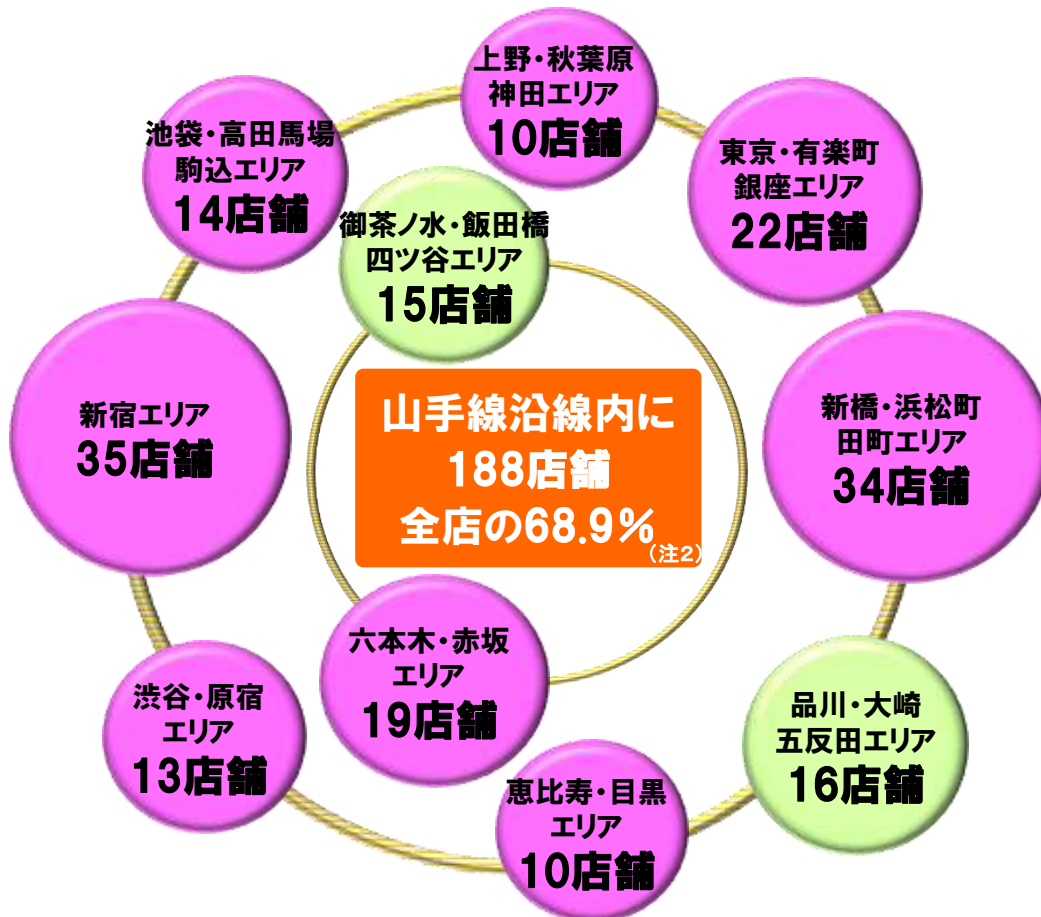 上野・秋葉原
神田エリア
10店舗
池袋・高田馬場
駒込エリア
14店舗
東京・有楽町
銀座エリア
22店舗
御茶ノ水・飯田橋
四ツ谷エリア
15店舗
山手線沿線内に
188店舗
全店の68.9%
(注2)
新宿エリア
35店舗
新橋・浜松町
田町エリア
34店舗
六本木・赤坂
エリア
19店舗
渋谷・原宿
エリア
13店舗
品川・大崎
五反田エリア
16店舗
恵比寿・目黒
エリア
10店舗